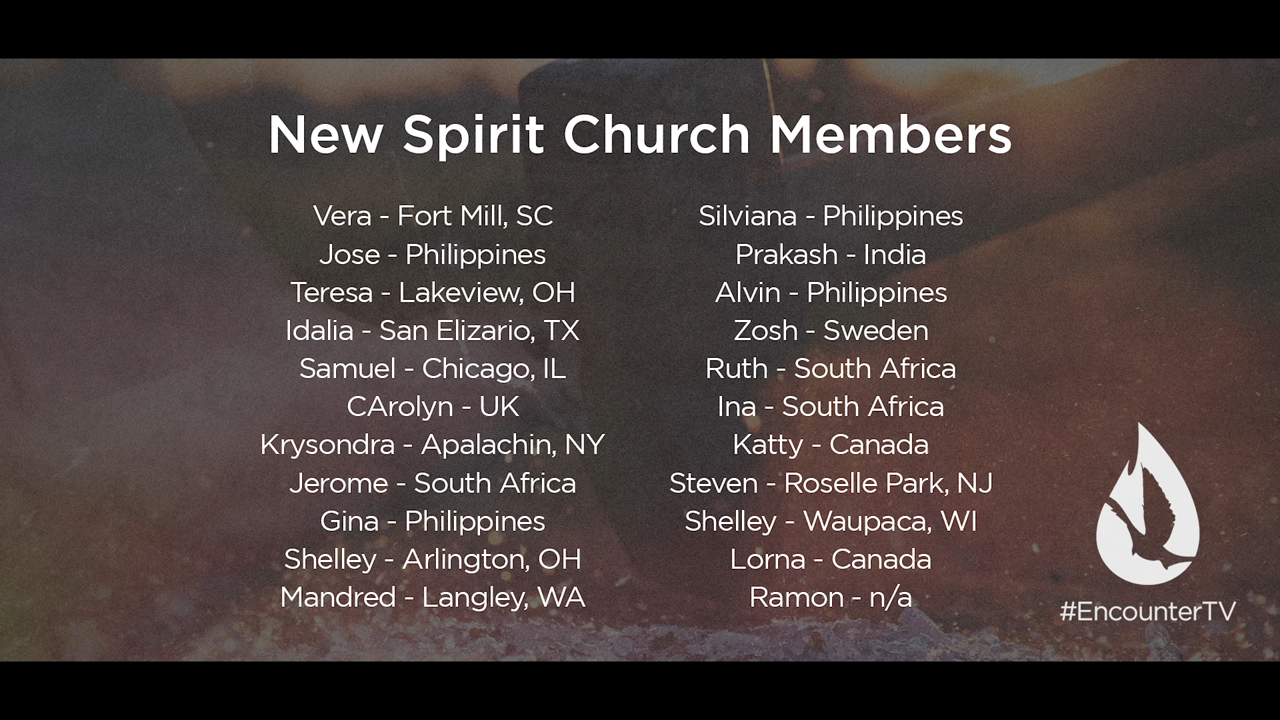 New Spirit Church Members
Vera - Fort Mill, SC
Jose - Philippines
Teresa - Lakeview, OH
Idalia - San Elizario, TX
Samuel - Chicago, IL
CArolyn - UK
Krysondra - Apalachin, NY
Jerome - South Africa
Gina - Philippines
Shelley - Arlington, OH
Mandred - Langley, WA
Silviana - Philippines
Prakash - India
Alvin - Philippines
Zosh - Sweden
Ruth - South Africa
Ina - South Africa
Katty - Canada
Steven - Roselle Park, NJ
Shelley - Waupaca, WI
Lorna - Canada
Ramon - n/a
#EncounterTV